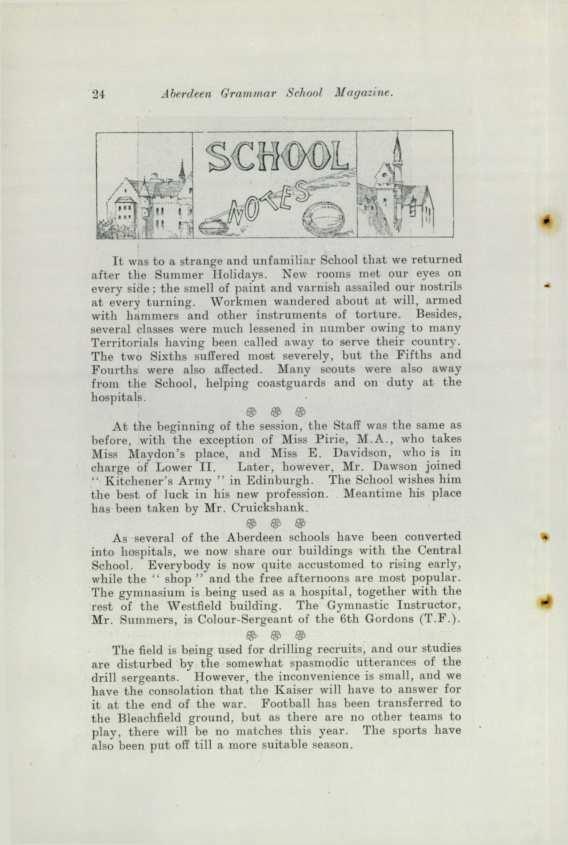 24 Aberdeen Grammar School Magazine.
SCHOOL
NOTES
It was to a strange and unfamiliar School that we returned
after the Summer Holidays. New rooms met our eyes on
every side; the smell of paint and varnish assailed our nostrils
at every turning. Workmen wandered about at will, armed
with hammers and other instruments of torture. Besides,
several classes were much lessened in number owing to many
Territorials having been called away to serve their country.
The two Sixths suffered most severely, but the Fifths and
Fourths were also affected. Many scouts were also away
from the School, helping coastguards and on duty at the
hospitals.
At the beginning of the session, the Staff was the same as
before, with the exception of Miss Pirie, M.A., who takes
Miss Maydon's place, and Miss E. Davidson, who is in
charge of Lower II. Later, however, Mr. Dawson joined
" Kitchener's Army " in Edinburgh. The School wishes him
the best of luck in his new profession. Meantime his place
has been taken by Mr. Cruickshank.
As several of the Aberdeen schools have been converted
into hospitals, we now share our buildings with the Central
School. Everybody is now quite accustomed to rising early,
while the " shop " and the free afternoons are most popular.
The gymnasium is being used as a hospital, together with the
rest of the Westfield building. The Gymnastic Instructor,
Mr. Summers, is Colour-Sergeant of the 6th Gordons (T.F.).
The field is being used for drilling recruits, and our studies
are disturbed by the somewhat spasmodic utterances of the
drill sergeants. However, the inconvenience is small, and we
have the consolation that the Kaiser will have to answer for
it at the end of the war. Football has been transferred to
the Bleachfield ground, but as there are no other teams to
play, there will be no matches this year. The sports have
also been put off till a more suitable season.